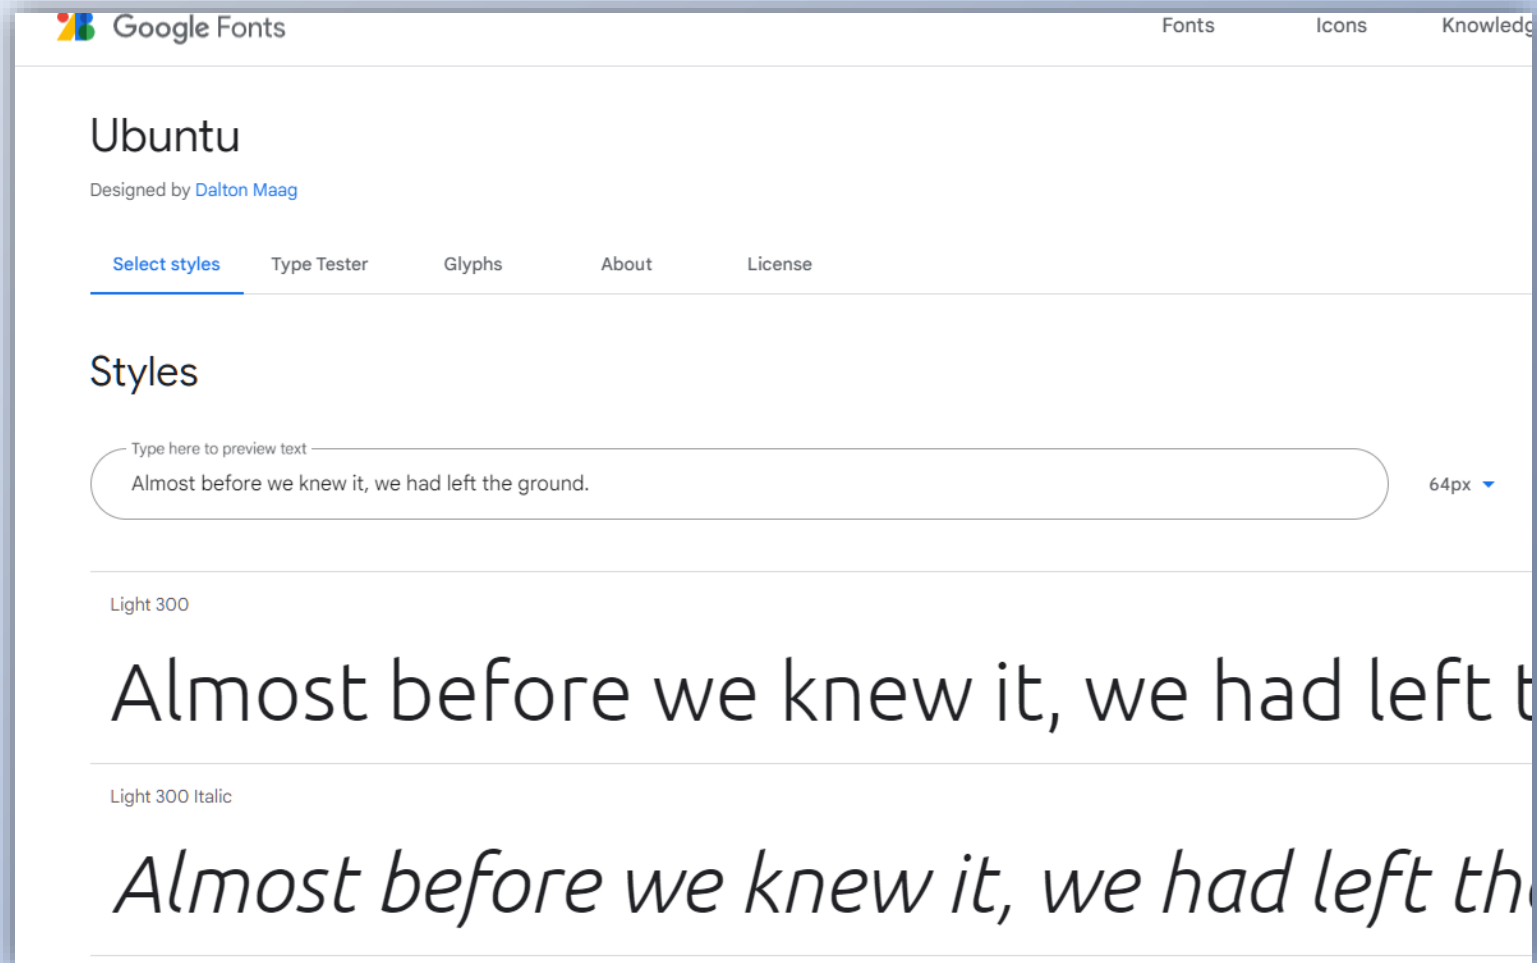 Google Fonts
Fonts Icons
Ubuntu
Designed by Dalton Maag
Select styles Type Tester Glyphs About License
Styles
Type here to preview text
Almost before we knew it, we had left the ground.
64px
Light 300
Almost before we knew it, we had left t
Light 300 Italic
Almost before we knew it, we had left th